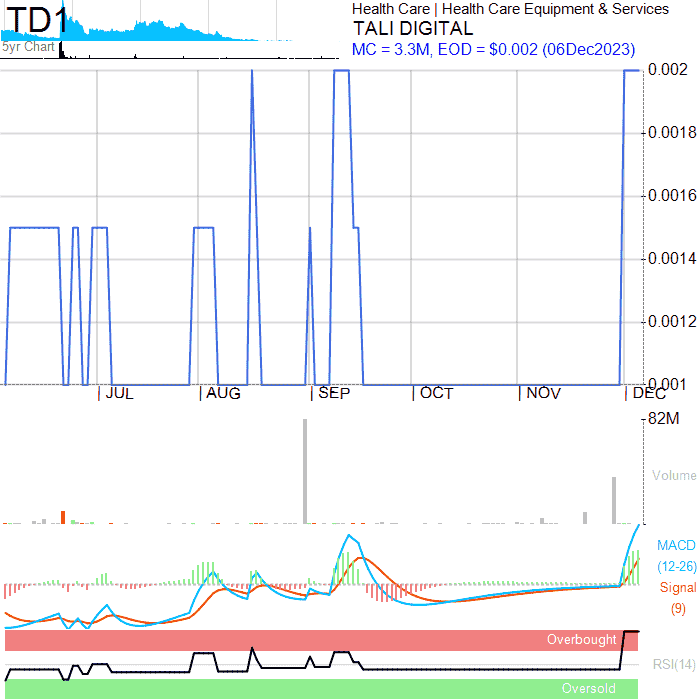 TD1
5yr Chart
Health Care | Health Care Equipment & Services
TALI DIGITAL
MC = 3.3M, EOD = $0.002 (06Dec2023)
0.002
0.0018
0.0016
0.0014
0.0012
0.001
JUL
AUG
SEP
OCT
NOV
DEC
82M
Volume
MACD
(12-26)
Signal
(9)
Overbought
RSI(14)
Oversold